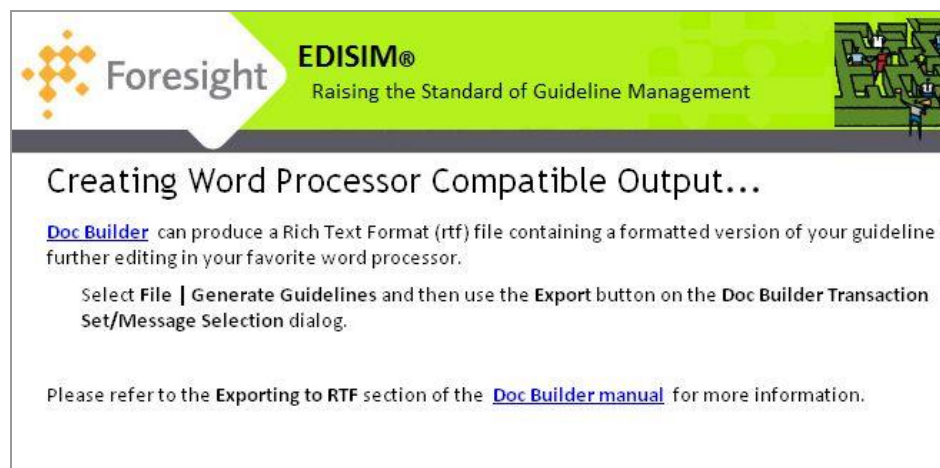 Foresight
EDISIM®
Raising the Standard of Guideline Management
Creating Word Processor Compatible Output...
Doc Builder can produce a Rich Text Format (rtf) file containing a formatted version of your guideline
further editing in your favorite word processor.
Select File | Generate Guidelines and then use the Export button on the Doc Builder Transaction
Set/Message Selection dialog.
Please refer to the Exporting to RTF section of the Doc Builder manual for more information.